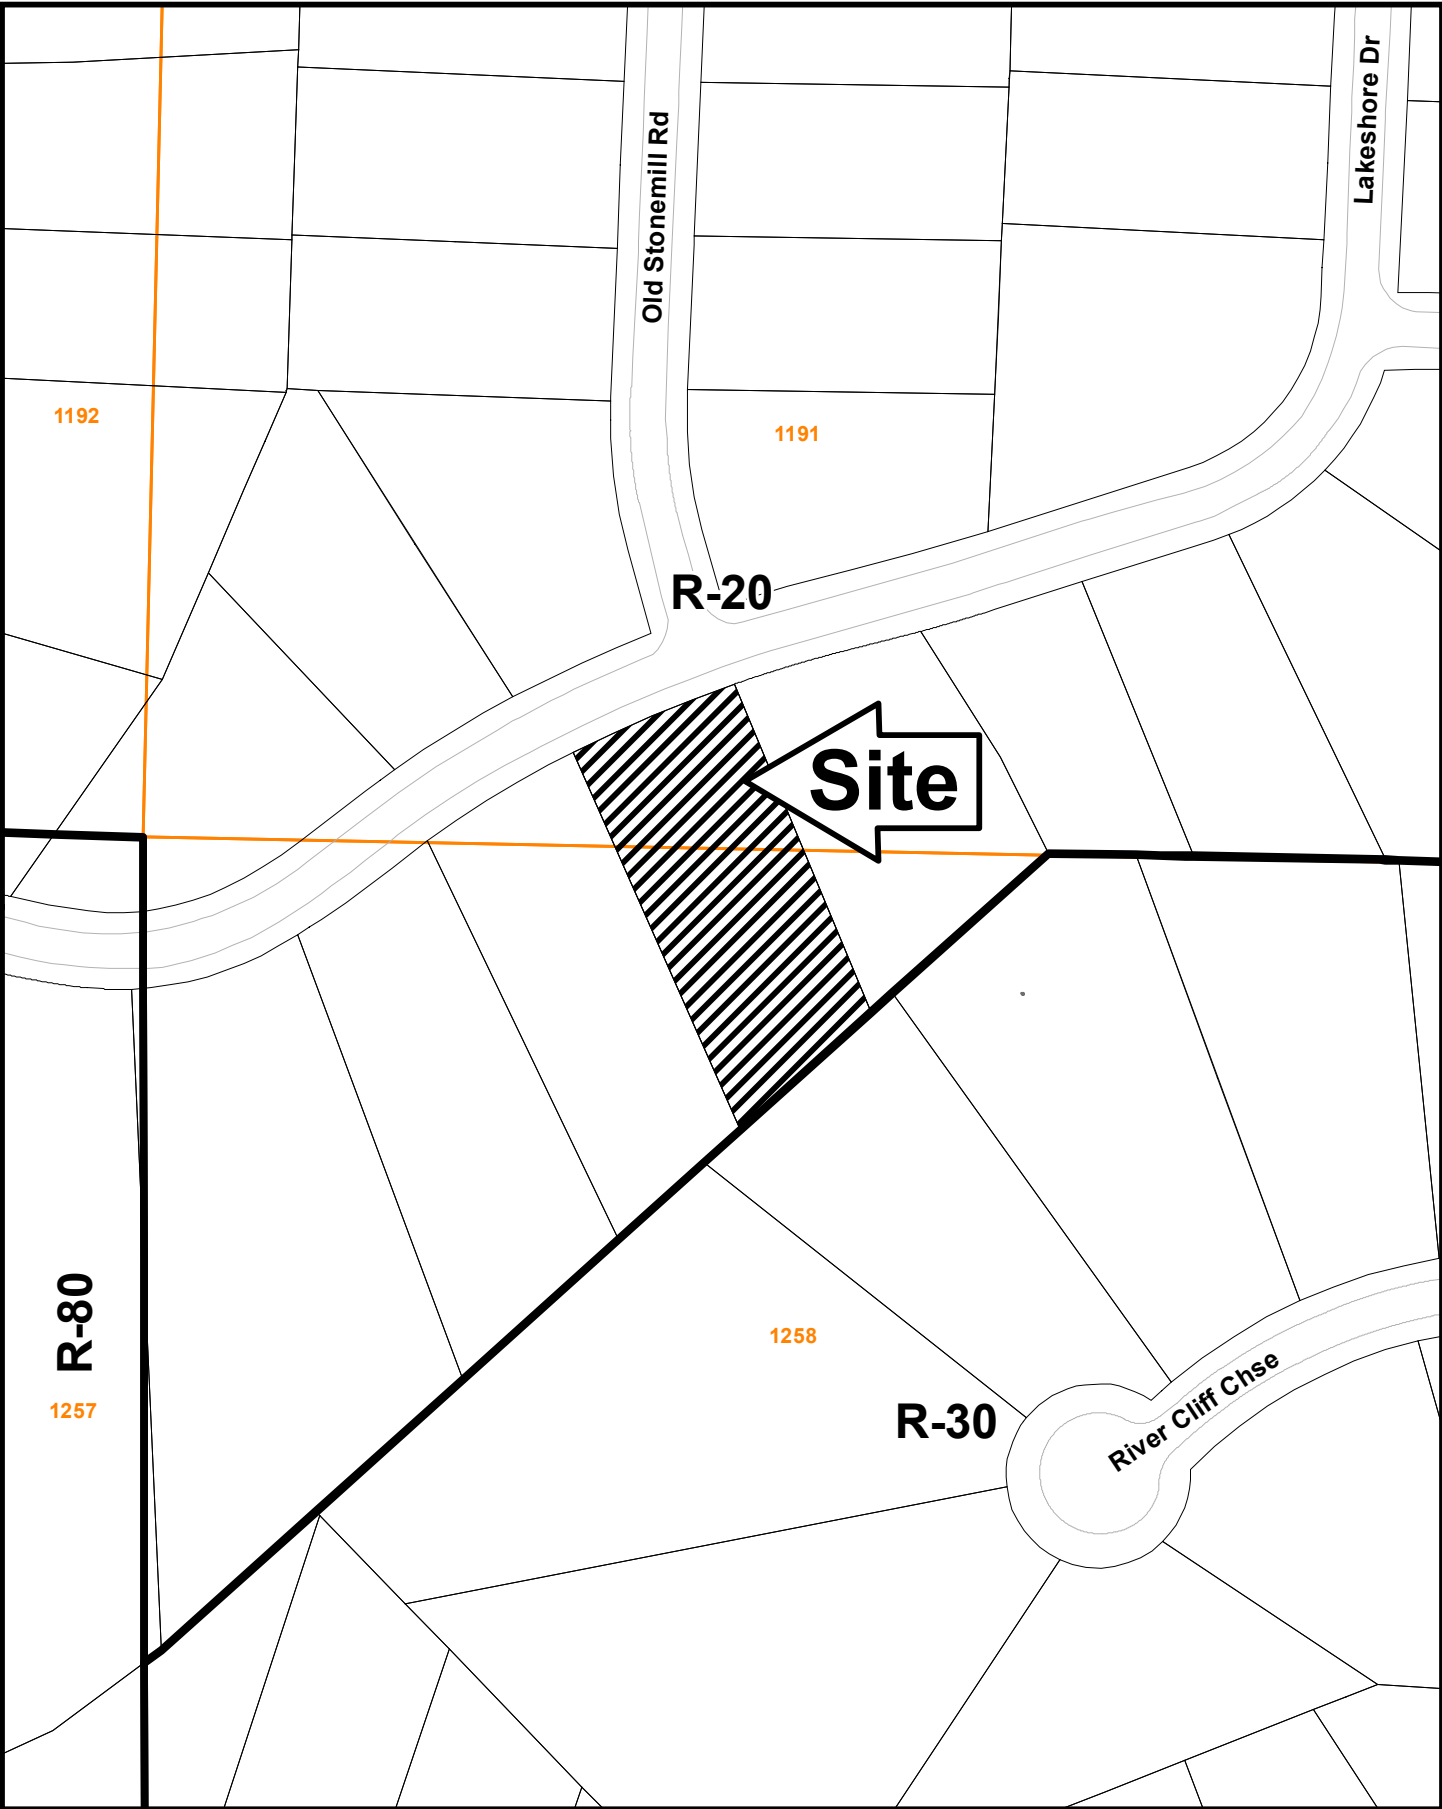 Lakeshore Dr
Old Stonemill Rd
1192
1191
R-20
Site
R-80
1258
1257
R-30
River Cliff Chse